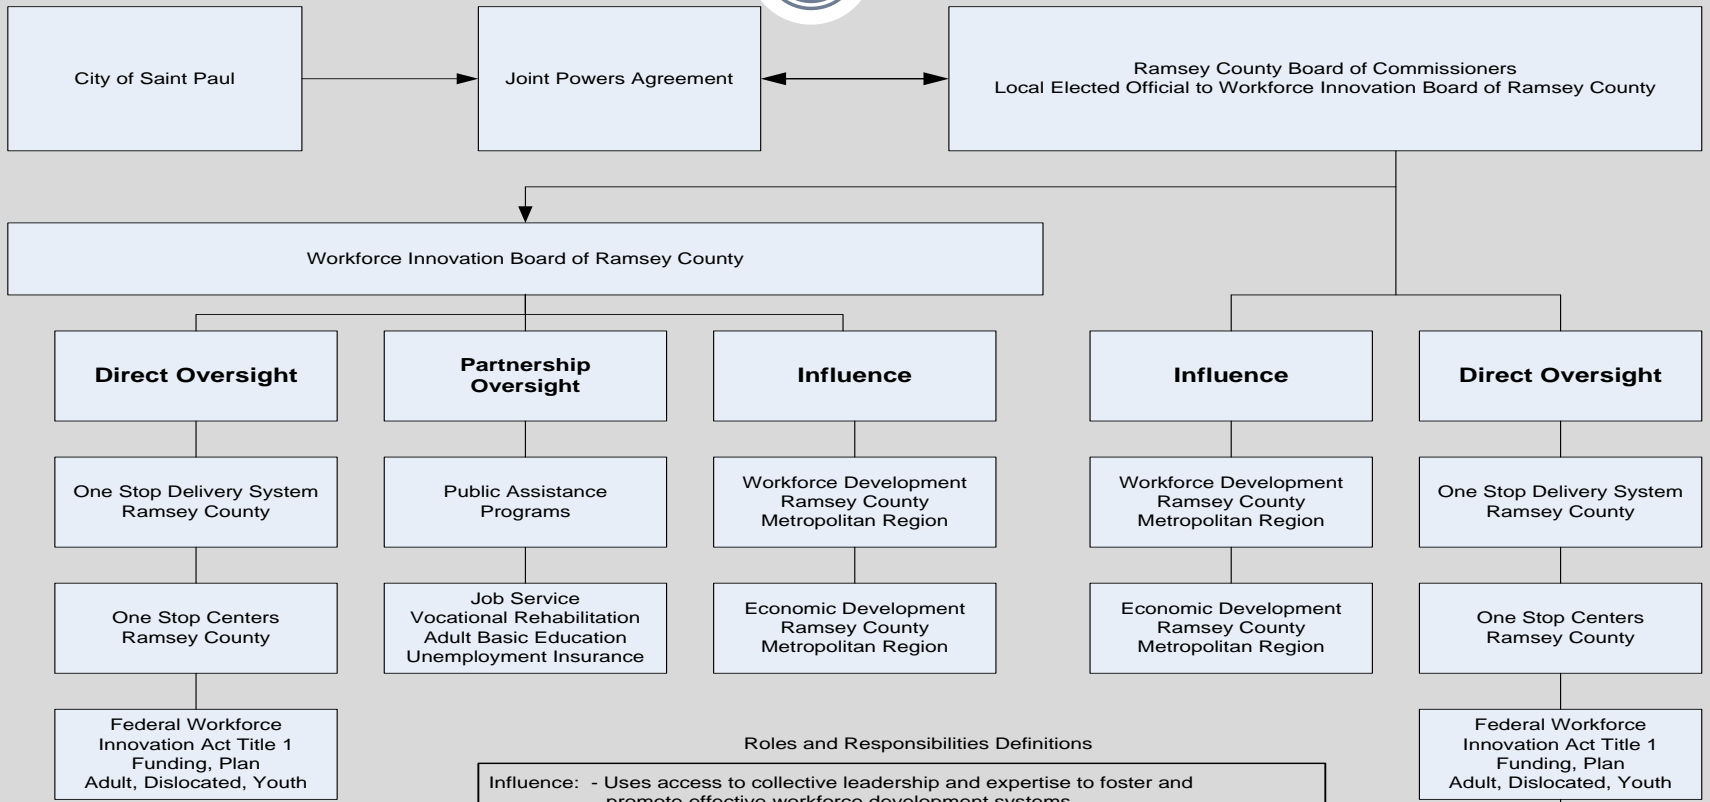 City of Saint Paul
Joint Powers Agreement
Ramsey County Board of Commissioners
Local Elected Official to Workforce Innovation Board of Ramsey County
Workforce Innovation Board of Ramsey County
Direct Oversight
Partnership
Oversight
Influence
Influence
Direct Oversight
One Stop Delivery System
Ramsey County
Public Assistance
Programs
Workforce Development
Ramsey County
Metropolitan Region
Workforce Development
Ramsey County
Metropolitan Region
One Stop Delivery System
Ramsey County
One Stop Centers
Ramsey County
Job Service
Vocational Rehabilitation
Adult Basic Education
Unemployment Insurance
Economic Development
Ramsey County
Metropolitan Region
Economic Development
Ramsey County
Metropolitan Region
One Stop Centers
Ramsey County
Federal Workforce
Innovation Act Title 1
Funding, Plan
Adult, Dislocated, Youth
Federal Workforce
Innovation Act Title 1
Funding, Plan
Adult, Dislocated, Youth
Roles and Responsibilities Definitions
Influence: - Uses access to collective leadership and expertise to foster and
promote effective workforce development systems